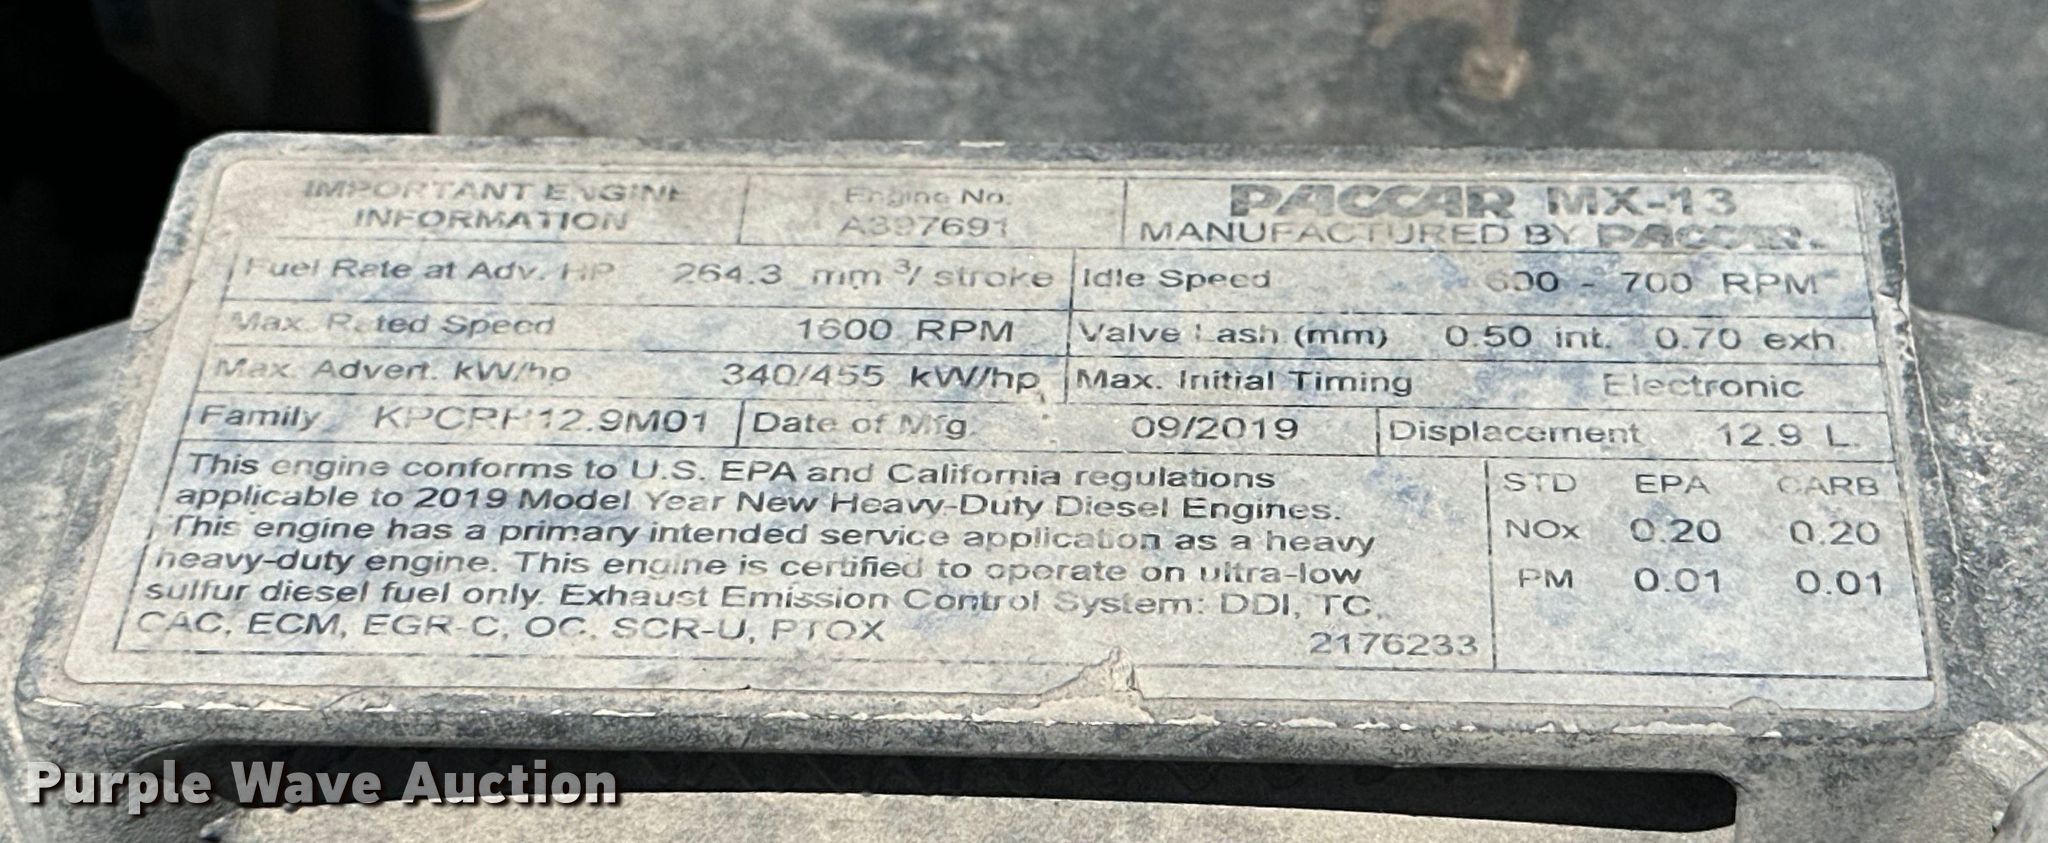 IMPORTANT ENGINE
INFORMATION
Engine No.
A397691
PACCAR MX-13
MANUFACTURED BY PACCAR.
Fuel Rate at Adv. HP 264.3 mm³/ stroke
Idle Speed 600 - 700 RPM
Max. Rated Speed 1600 RPM
Valve Lash (mm) 0.50 int. 0.70 exh
Max. Advert. kW/hp 340/455 kW/hp
Max. Initial Timing Electronic
Family KPCRH12.9M01
Date of Mfg. 09/2019
Displacement 12.9 L.
This engine conforms to U.S. EPA and California regulations
applicable to 2019 Model Year New Heavy-Duty Diesel Engines.
This engine has a primary intended service application as a heavy
heavy-duty engine. This engine is certified to operate on ultra-low
sulfur diesel fuel only. Exhaust Emission Control System: DDI, TC,
CAC, ECM, EGR-C, OC, SCR-U, PTOX
2176233
STD EPA CARB
NOx 0.20 0.20
PM 0.01 0.01
Purple Wave Auction